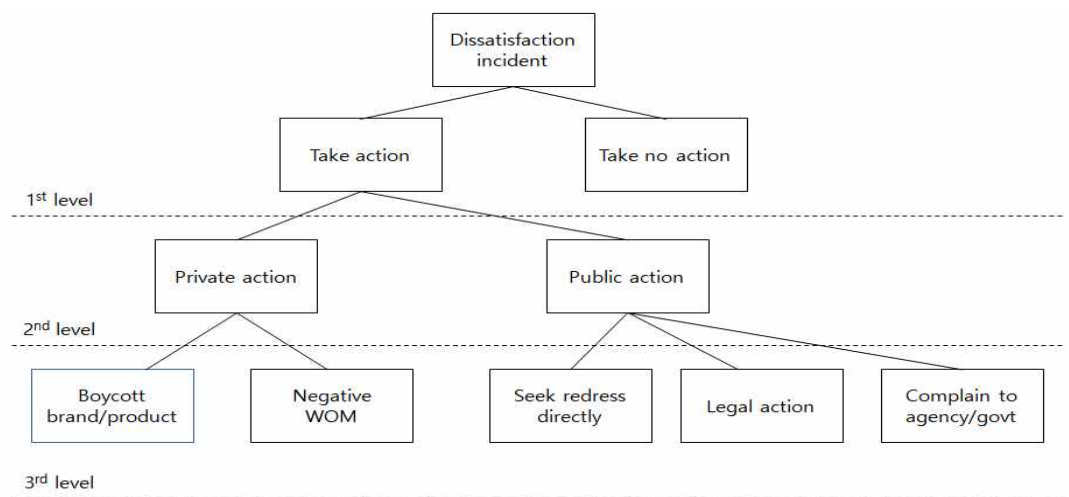 Dissatisfaction
incident
Take action
Take no action
1st level
Private action
Public action
2nd level
Boycott
brand/product
Negative
WOM
Seek redress
directly
Legal action
Complain to
agency/govt
3rd level